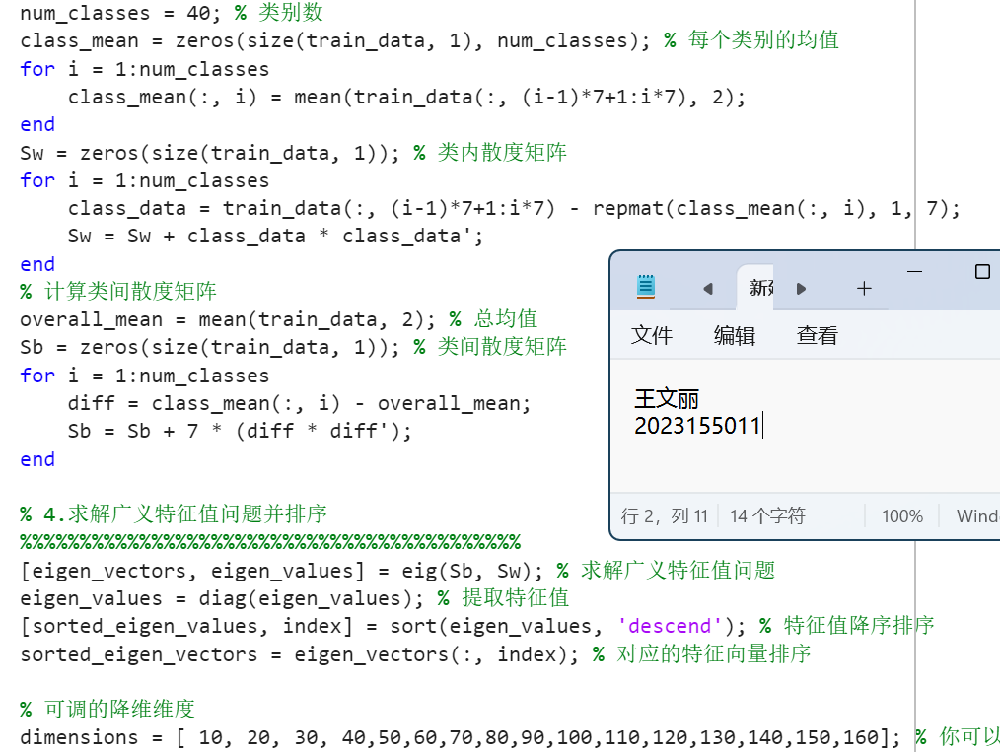 num_classes = 40; % 类别数
class_mean = zeros(size(train_data, 1), num_classes); % 每个类别的均值
for i = 1:num_classes
    class_mean(:, i) = mean(train_data(:, (i-1)*7+1:i*7), 2);
end
Sw = zeros(size(train_data, 1)); % 类内散度矩阵
for i = 1:num_classes
    class_data = train_data(:, (i-1)*7+1:i*7) - repmat(class_mean(:, i), 1, 7);
    Sw = Sw + class_data * class_data';
end
% 计算类间散度矩阵
overall_mean = mean(train_data, 2); % 总均值
Sb = zeros(size(train_data, 1)); % 类间散度矩阵
for i = 1:num_classes
    diff = class_mean(:, i) - overall_mean;
    Sb = Sb + 7 * (diff * diff');
end
% 4.求解广义特征值问题并排序
%%%%%%%%%%%%%%%%%%%%%%%%%%%%%%%%%%%%%%%%%%
[eigen_vectors, eigen_values] = eig(Sb, Sw); % 求解广义特征值问题
eigen_values = diag(eigen_values); % 提取特征值
[sorted_eigen_values, index] = sort(eigen_values, 'descend'); % 特征值降序排序
sorted_eigen_vectors = eigen_vectors(:, index); % 对应的特征向量排序
% 可调的降维维度
dimensions = [ 10, 20, 30, 40,50,60,70,80,90,100,110,120,130,140,150,160]; % 你可以
新
文件 编辑 查看
王文丽
2023155011
行 2，列 11 14 个字符 100% Wind